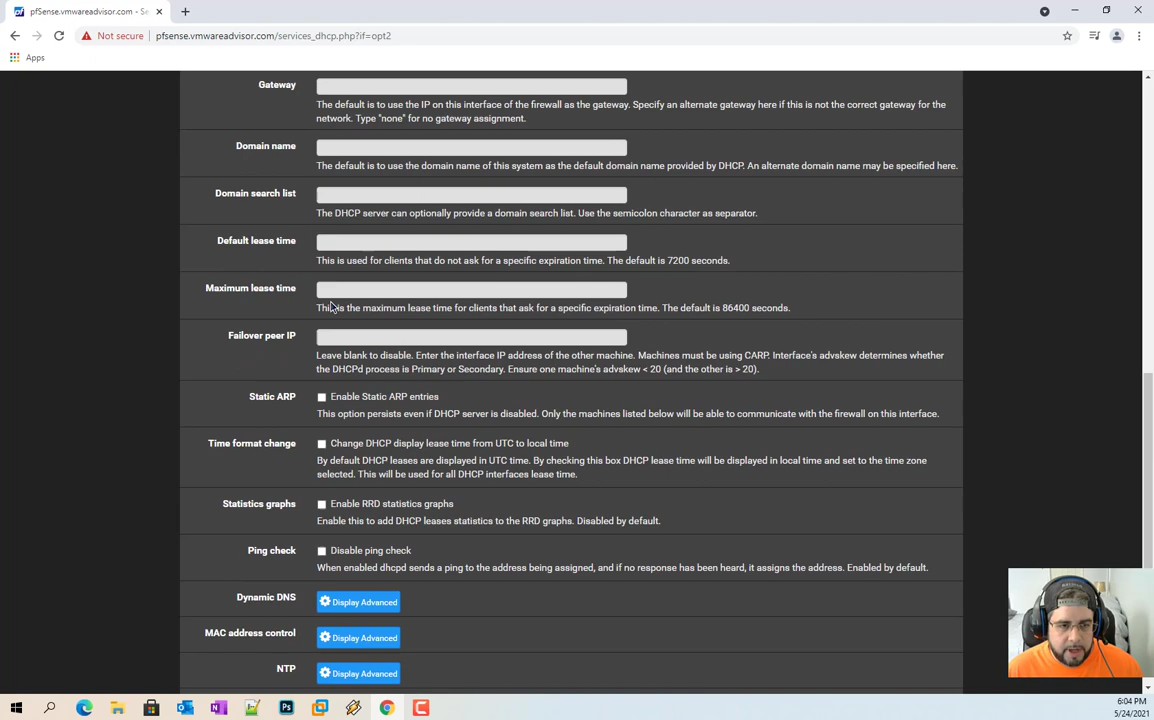 pfSense.vmwareadvisor.com - Se
Not secure
pfsense.vmwareadvisor.com/services_dhcp.php?if=opt2
Apps
Gateway
The default is to use the IP on this interface of the firewall as the gateway. Specify an alternate gateway here if this is not the correct gateway for the
network. Type "none" for no gateway assignment.
Domain name
The default is to use the domain name of this system as the default domain name provided by DHCP. An alternate domain name may be specified here.
Domain search list
The DHCP server can optionally provide a domain search list. Use the semicolon character as separator.
Default lease time
This is used for clients that do not ask for a specific expiration time. The default is 7200 seconds.
Maximum lease time
This is the maximum lease time for clients that ask for a specific expiration time. The default is 86400 seconds.
Failover peer IP
Leave blank to disable. Enter the interface IP address of the other machine. Machines must be using CARP. Interface's advskew determines whether
the DHCPd process is Primary or Secondary. Ensure one machine's advskew < 20 (and the other is > 20).
Static ARP
Enable Static ARP entries
This option persists even if DHCP server is disabled. Only the machines listed below will be able to communicate with the firewall on this interface.
Time format change
Change DHCP display lease time from UTC to local time
By default DHCP leases are displayed in UTC time. By checking this box DHCP lease time will be displayed in local time and set to the time zone
selected. This will be used for all DHCP interfaces lease time.
Statistics graphs
Enable RRD statistics graphs
Enable this to add DHCP leases statistics to the RRD graphs. Disabled by default.
Ping check
Disable ping check
When enabled dhcpd sends a ping to the address being assigned, and if no response has been heard, it assigns the address. Enabled by default.
Dynamic DNS
Display Advanced
MAC address control
Display Advanced
NTP
Display Advanced
6:04 PM
5/24/2021